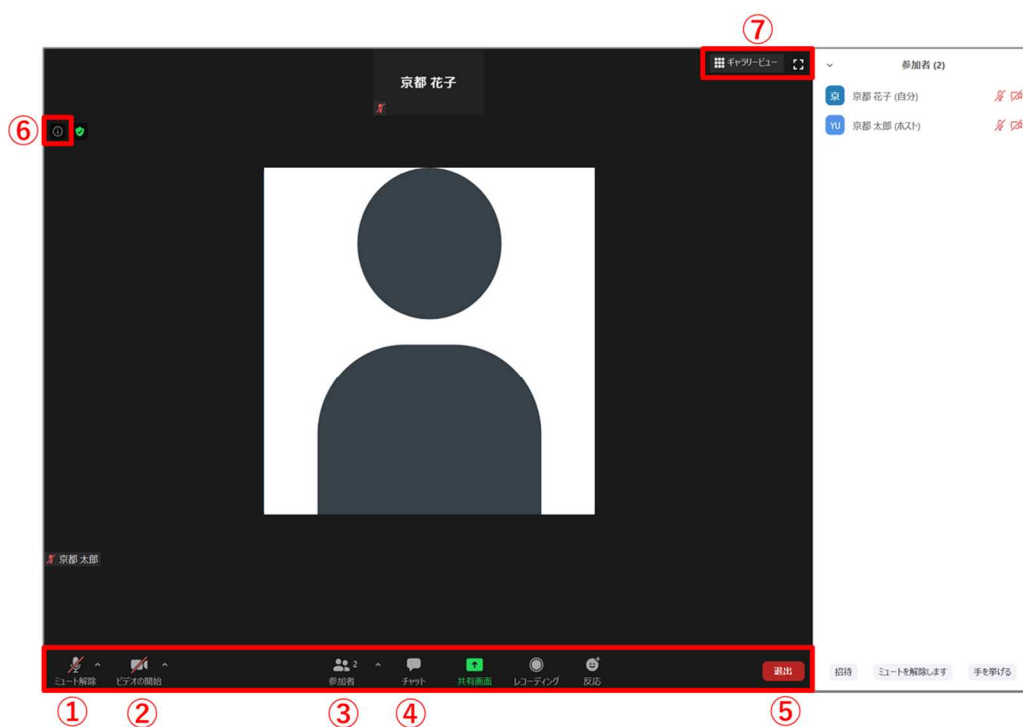 ⑦
ギャラリービュー
参加者 (2)
京都 花子
京 京都 花子 (自分)
YU 京都 太郎 (ホスト)
⑥
京都 太郎
ミュート解除
ビデオの開始
2
参加者
チャット
共有画面
レコーディング
反応
退出
招待
ミュートを解除します
手を挙げる
①
②
③
④
⑤